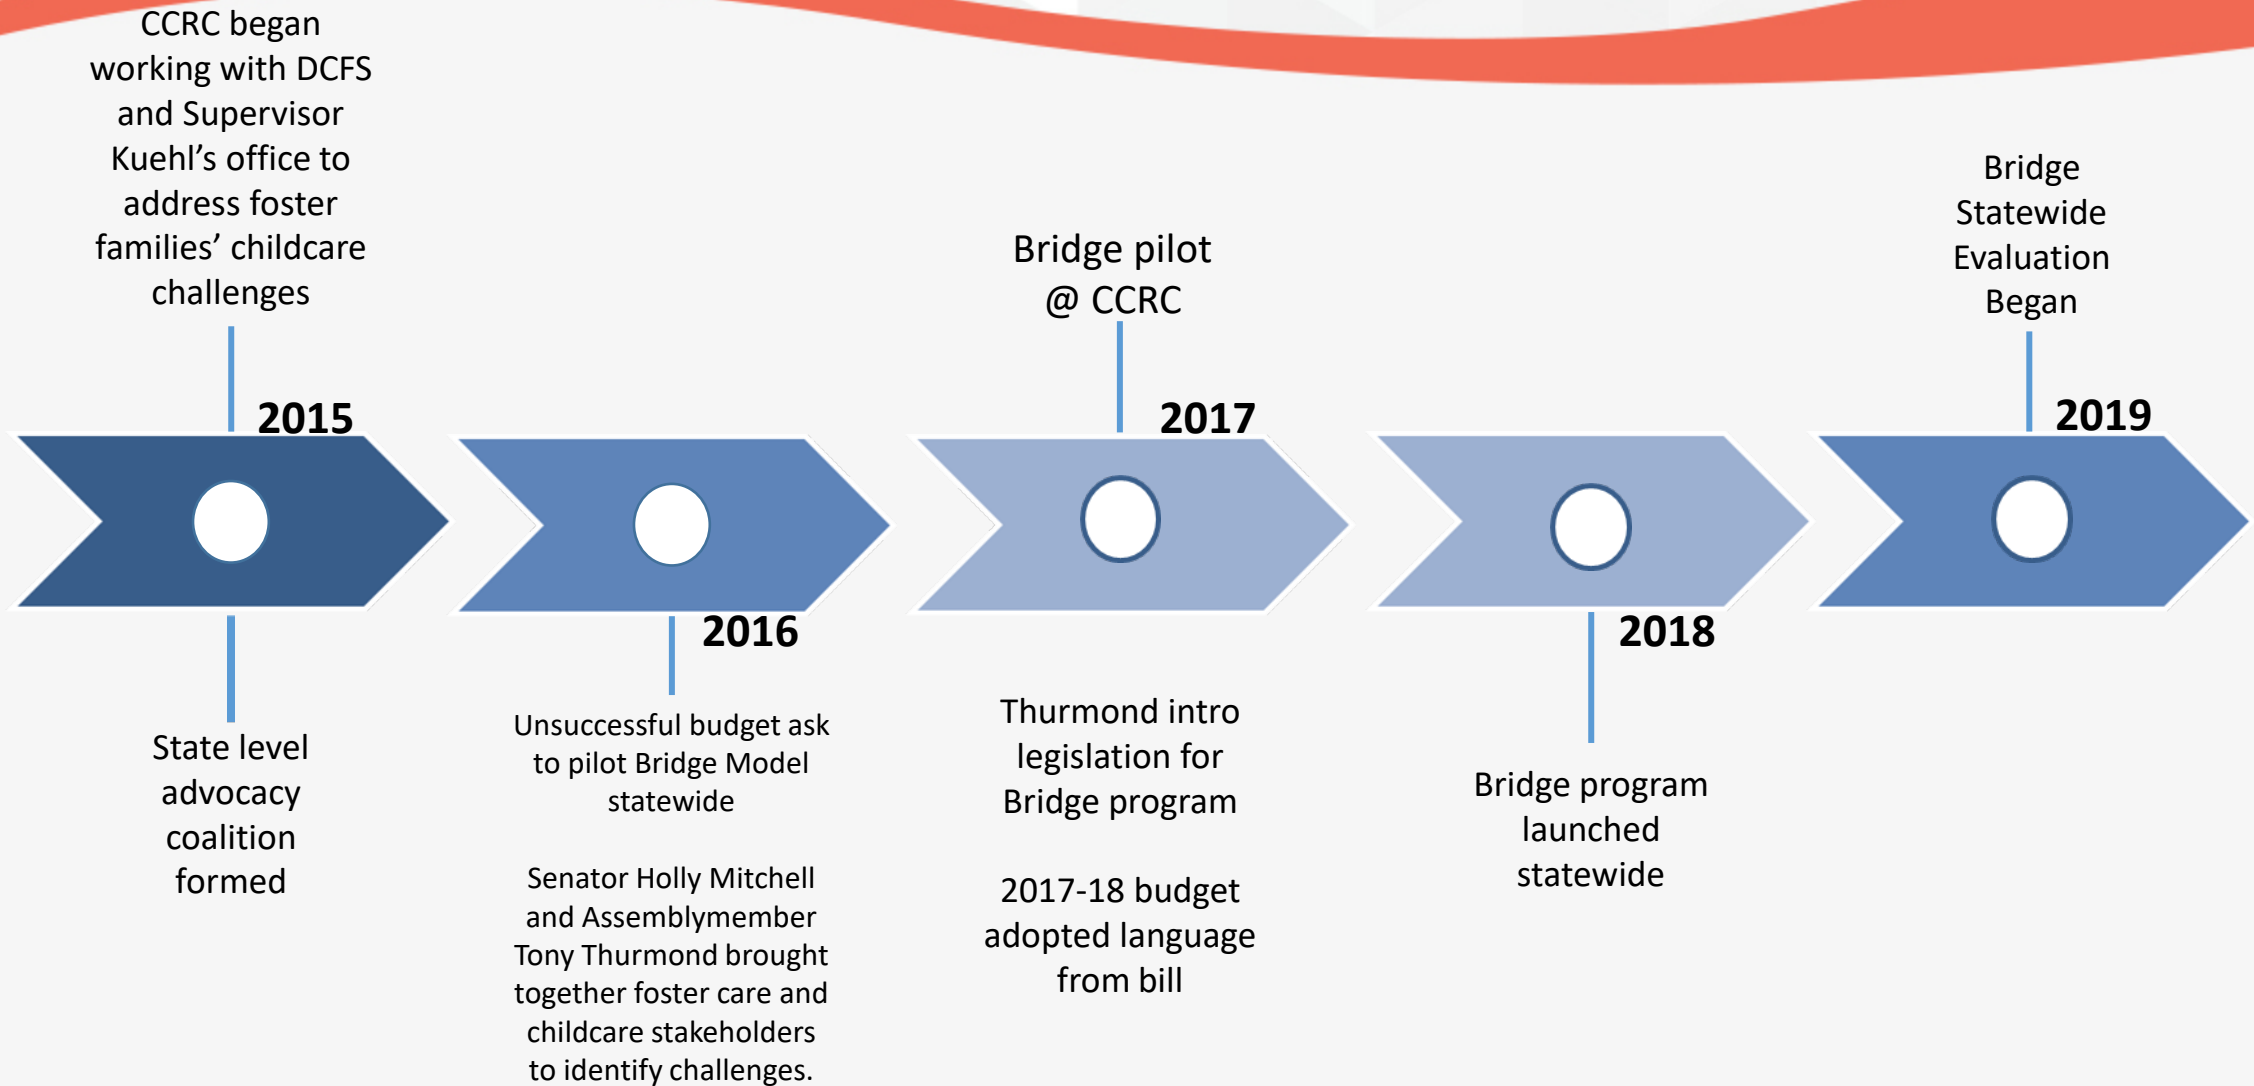 CCRC began
working with DCFS
and Supervisor
Kuehl’s office to
address foster
families’ childcare
challenges
2015
State level
advocacy
coalition
formed
2016
Unsuccessful budget ask
to pilot Bridge Model
statewide
Senator Holly Mitchell
and Assemblymember
Tony Thurmond brought
together foster care and
childcare stakeholders
to identify challenges.
Bridge pilot
@ CCRC
2017
Thurmond intro
legislation for
Bridge program
2017-18 budget
adopted language
from bill
2018
Bridge program
launched
statewide
Bridge
Statewide
Evaluation
Began
2019